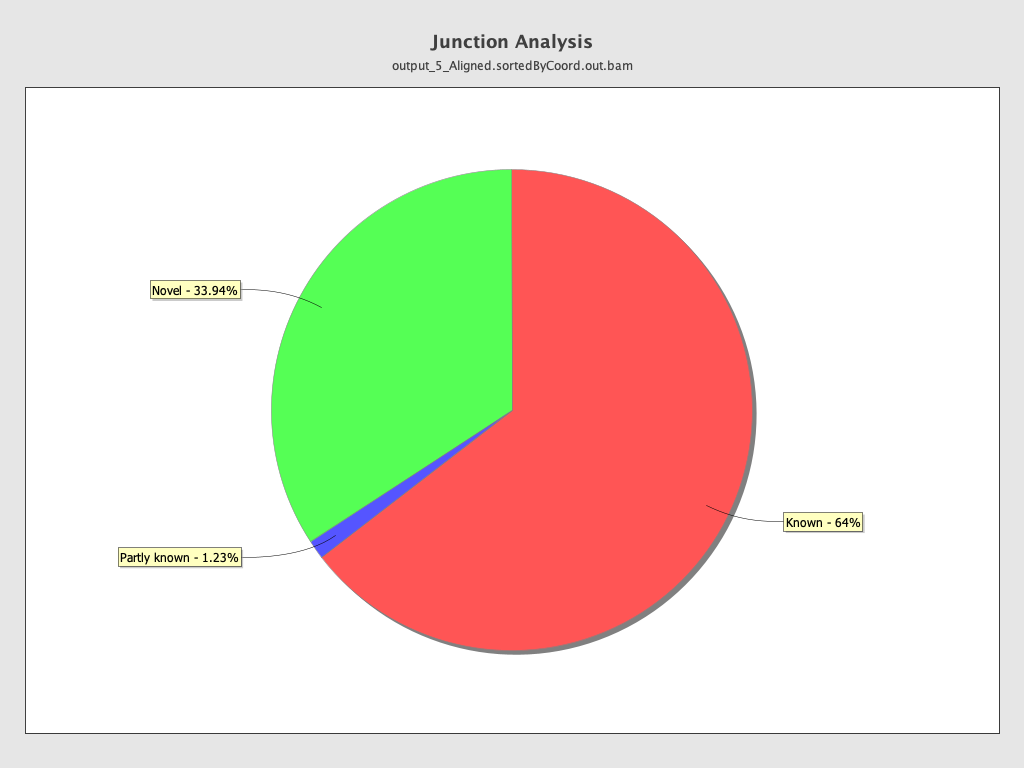 Junction Analysis
output_5_Aligned.sortedByCoord.out.bam
Novel - 33.94%
Known - 64%
Partly known - 1.23%